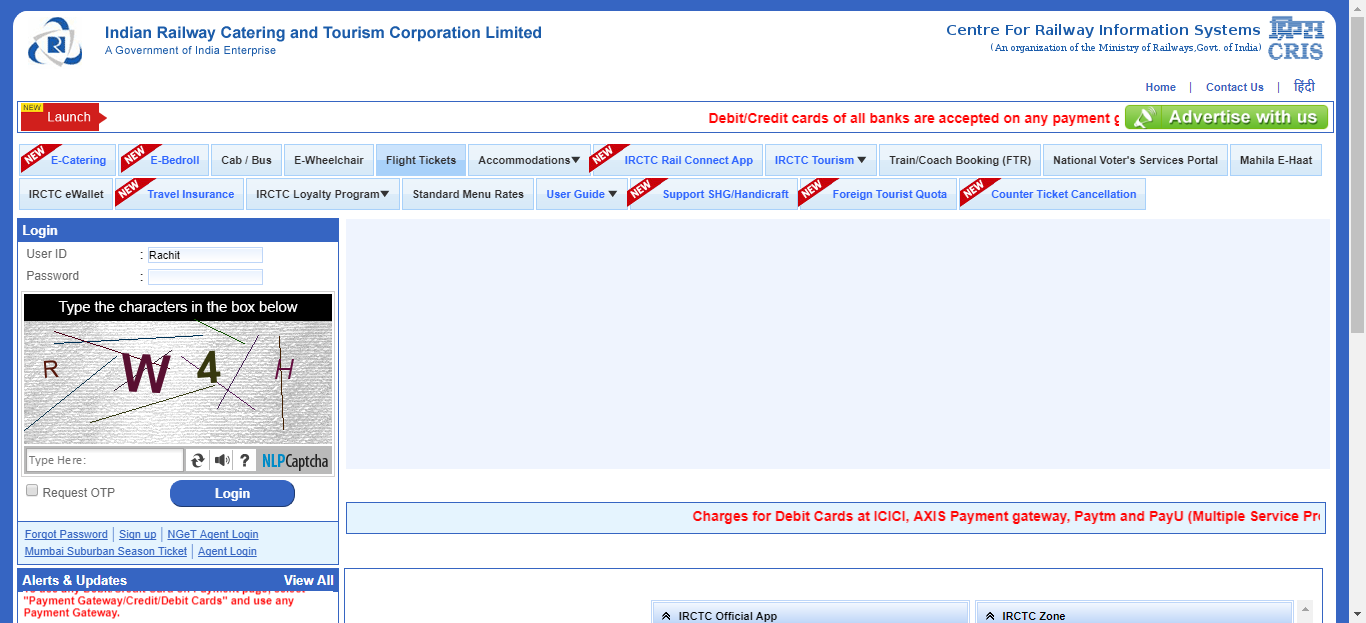 Indian Railway Catering and Tourism Corporation Limited
A Government of India Enterprise
Centre For Railway Information Systems
(An organization of the Ministry of Railways,Govt. of India)
CRIS
Home | Contact Us | हिंदी
NEW
Launch
Debit/Credit cards of all banks are accepted on any payment
Advertise with us
NEW E-Catering NEW E-Bedroll Cab / Bus E-Wheelchair Flight Tickets Accommodations▼ NEW IRCTC Rail Connect App IRCTC Tourism ▼ Train/Coach Booking (FTR) National Voter's Services Portal Mahila E-Haat
IRCTC eWallet NEW Travel Insurance IRCTC Loyalty Program▼ Standard Menu Rates User Guide ▼ NEW Support SHG/Handicraft NEW Foreign Tourist Quota NEW Counter Ticket Cancellation
Login
User ID : Rachit
Password :
Type the characters in the box below
R W 4 H
Type Here: ? NLPCaptcha
Request OTP Login
Charges for Debit Cards at ICICI, AXIS Payment gateway, Paytm and PayU (Multiple Service Pr
Forgot Password | Sign up | NGeT Agent Login
Mumbai Suburban Season Ticket | Agent Login
Alerts & Updates View All
"Payment Gateway/Credit/Debit Cards" and use any
Payment Gateway.
IRCTC Official App IRCTC Zone